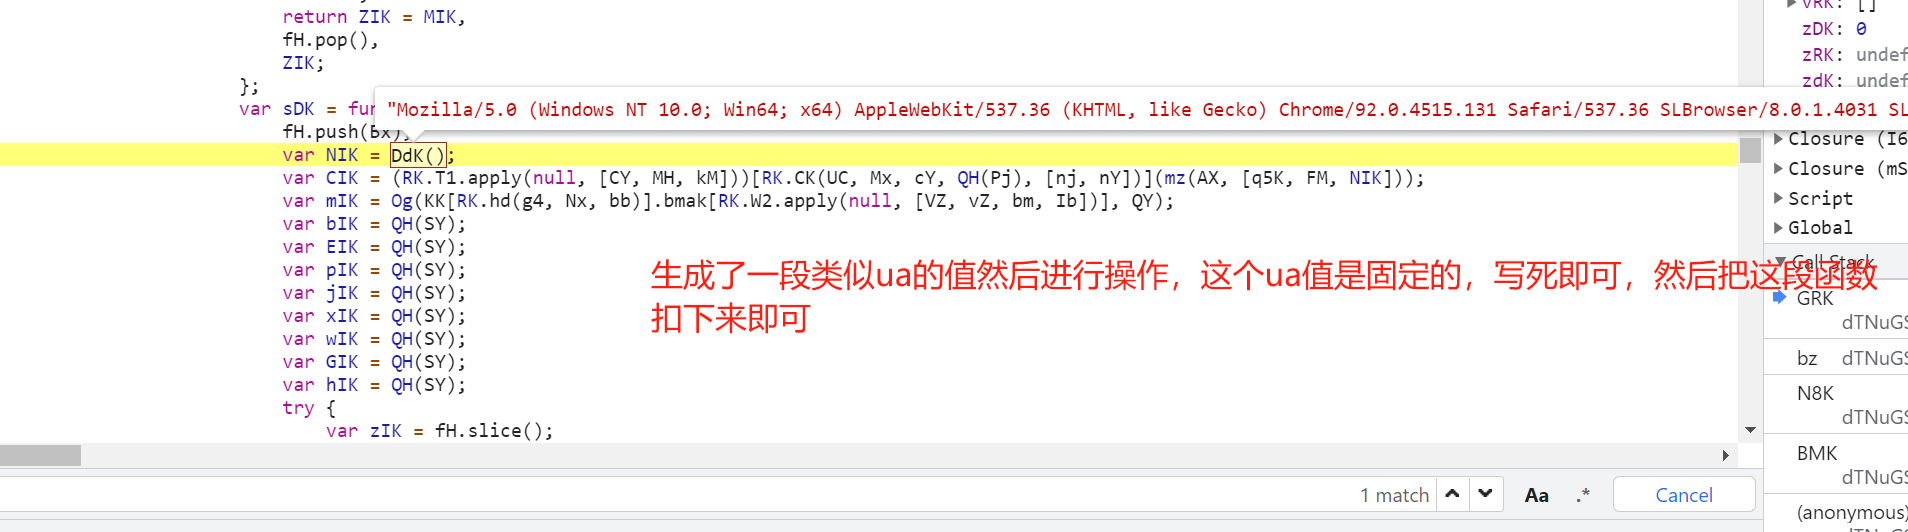 return ZIK = MIK,
fH.pop(),
ZIK;
};
var sDK = fun
"Mozilla/5.0 (Windows NT 10.0; Win64; x64) AppleWebKit/537.36 (KHTML, like Gecko) Chrome/92.0.4515.131 Safari/537.36 SLBrowser/8.0.1.4031 SL
fH.push(Bx),
var NIK = DdK();
var CIK = (RK.T1.apply(null, [CY, MH, kM]))[RK.CK(UC, Mx, cY, QH(Pj), [nj, nY])](mz(AX, [q5K, FM, NIK]));
var mIK = Og(KK[RK.hd(g4, Nx, bb)].bmak[RK.W2.apply(null, [VZ, vZ, bm, Ib])], QY);
var bIK = QH(SY);
var EIK = QH(SY);
var pIK = QH(SY);
var jIK = QH(SY);
var xIK = QH(SY);
var wIK = QH(SY);
var GIK = QH(SY);
var hIK = QH(SY);
try {
var zIK = fH.slice();
生成了一段类似ua的值然后进行操作，这个ua值是固定的，写死即可，然后把这段函数
扣下来即可
1 match
Aa
.*
Cancel
vRK: []
zDK: 0
zRK: undef
zdK: undef
Closure (I6
Closure (mS
Script
Global
Call Stack
GRK
dTNuGS
bz dTNuGS
N8K
dTNuGS
BMK
dTNuGS
(anonymous)